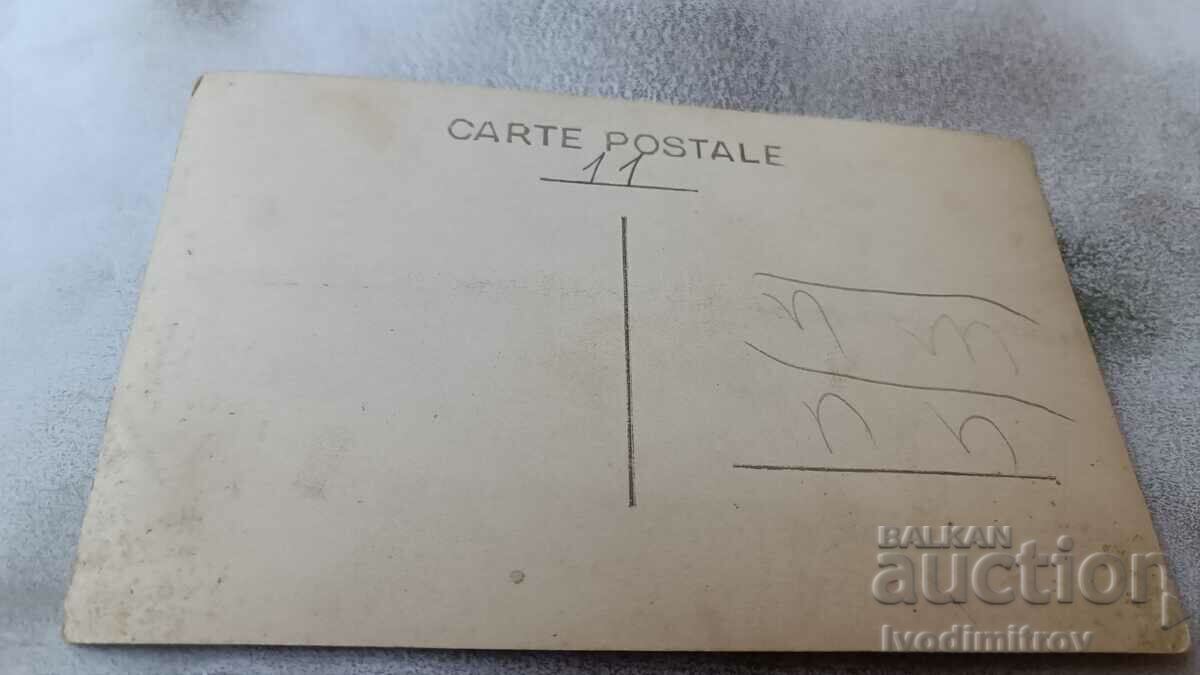 CARTE POSTALE
11
BALKAN
auction
Ivodimitrov